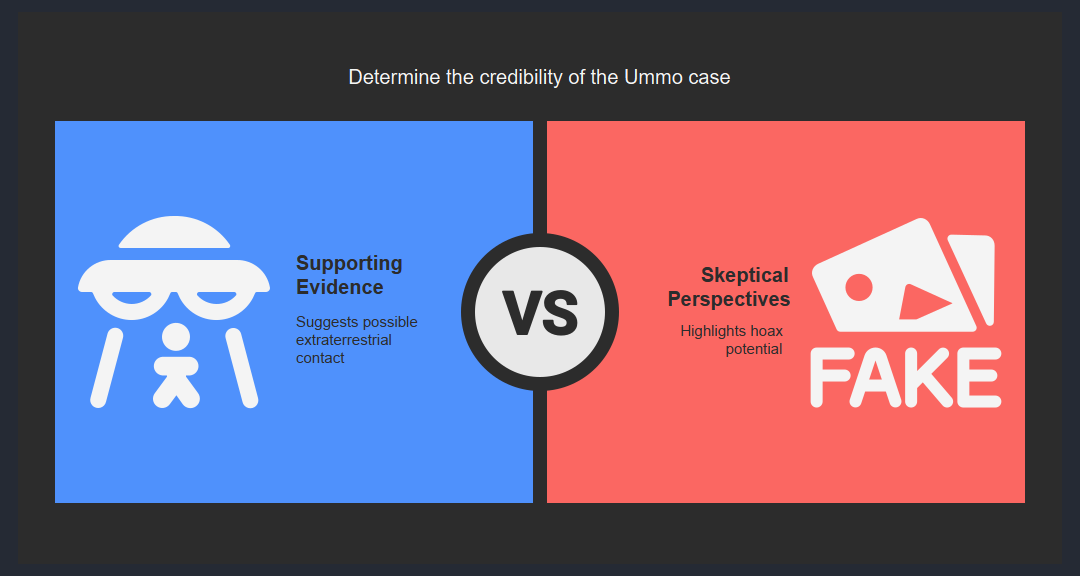 Determine the credibility of the Ummo case
Supporting
Evidence
Suggests possible
extraterrestrial
contact
VS
Skeptical
Perspectives
Highlights hoax
potential
FAKE